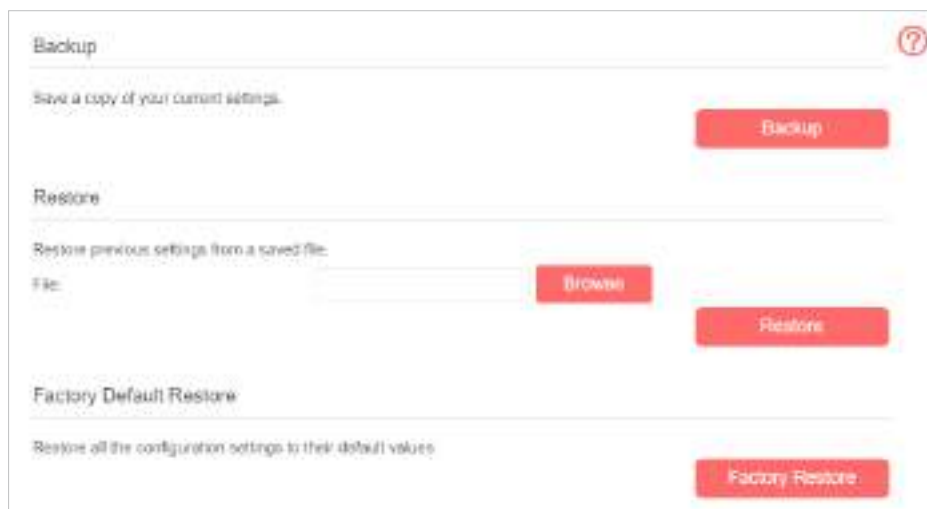 Backup
?
Save a copy of your current settings.
Backup
Restore
Restore previous settings from a saved file.
File:
Browse
Restore
Factory Default Restore
Restore all the configuration settings to their default values
Factory Restore